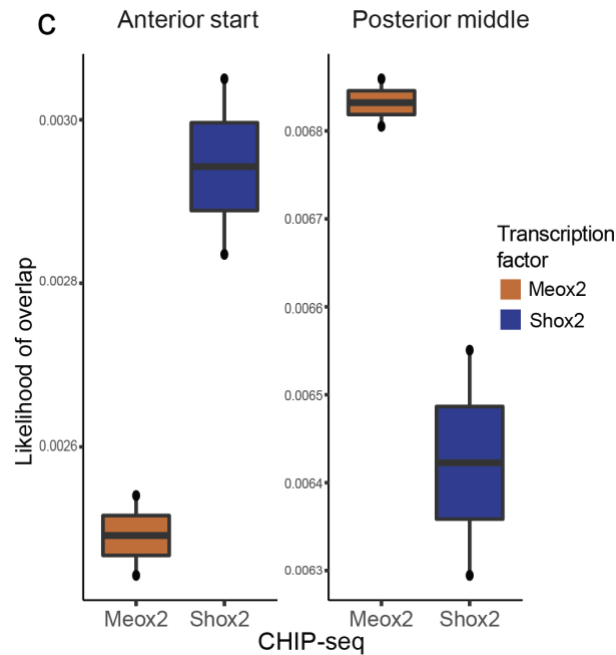 C
Anterior start
Posterior middle
Likelihood of overlap
0.0030
0.0028
0.0026
0.0068
0.0067
0.0066
0.0065
0.0064
0.0063
Transcription
factor
Meox2
Shox2
Meox2
Shox2
Meox2
Shox2
CHIP-seq